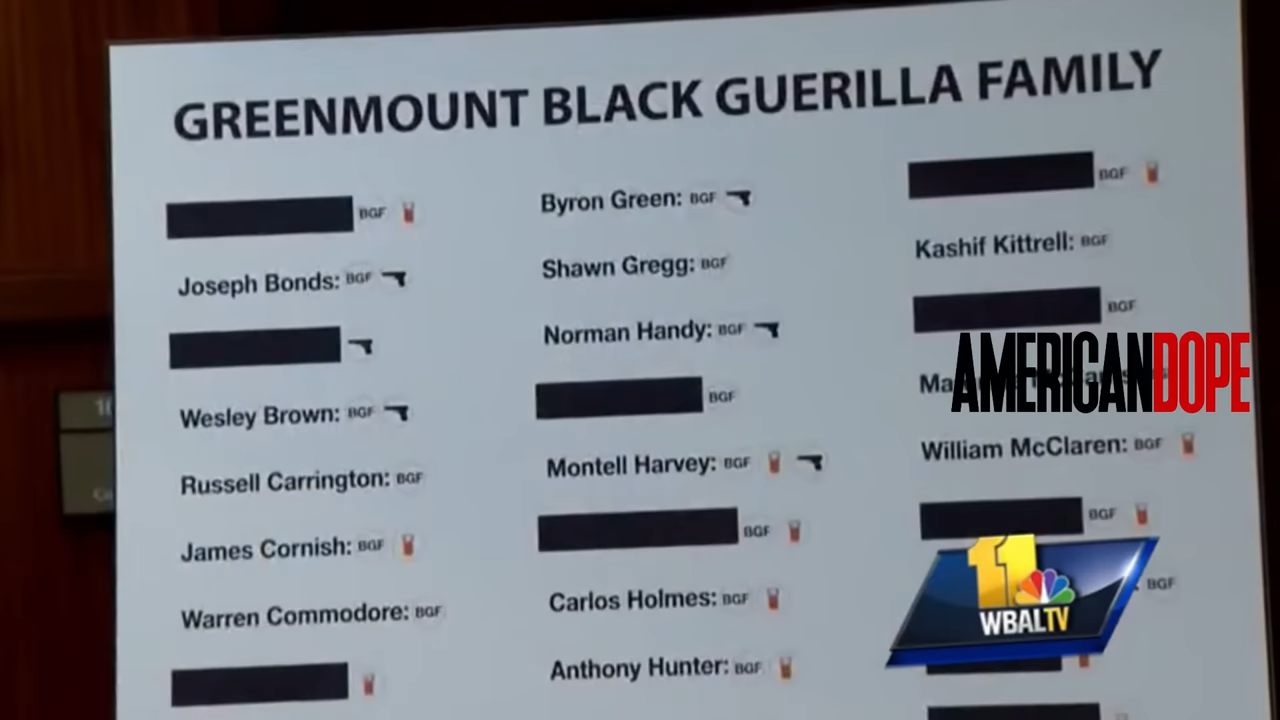 GREENMOUNT BLACK GUERILLA FAMILY
BGF
Joseph Bonds: BGF
Wesley Brown: BGF
Russell Carrington: BGF
James Cornish: BGF
Warren Commodore: BGF
Byron Green: BGF
Shawn Gregg: BGF
Norman Handy: BGF
BGF
Montell Harvey: BGF
BGF
Carlos Holmes: BGF
Anthony Hunter: BGF
BGF
Kashif Kittrell: BGF
BGF
AMERICANDOPE
William McClaren: BGF
BGF
BGF
11
WBALTV